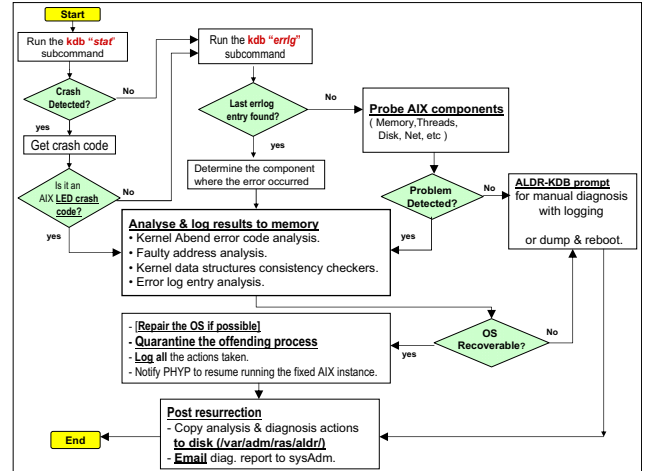 Start
Run the kdb "stat'
subcommand
Run the kdb "errlg"
subcommand
Crash
Detected?
No
yes
Get crash code
Is it an
AIX LED crash
code?
No
yes
Last errlog
entry found?
No
yes
Determine the component
where the error occurred
Probe AIX components
( Memory,Threads,
Disk, Net, etc )
Problem
Detected?
No
yes
ALDR-KDB prompt
for manual diagnosis
with logging
or dump & reboot.
Analyse & log results to memory
• Kernel Abend error code analysis.
• Faulty address analysis.
• Kernel data structures consistency checkers.
• Error log entry analysis.
OS
Recoverable?
No
yes
- [Repair the OS if possible]
- Quarantine the offending process
- Log all the actions taken.
- Notify PHYP to resume running the fixed AIX instance.
Post resurrection
- Copy analysis & diagnosis actions
to disk (/var/adm/ras/aldr/)
- Email diag. report to sysAdm.
End